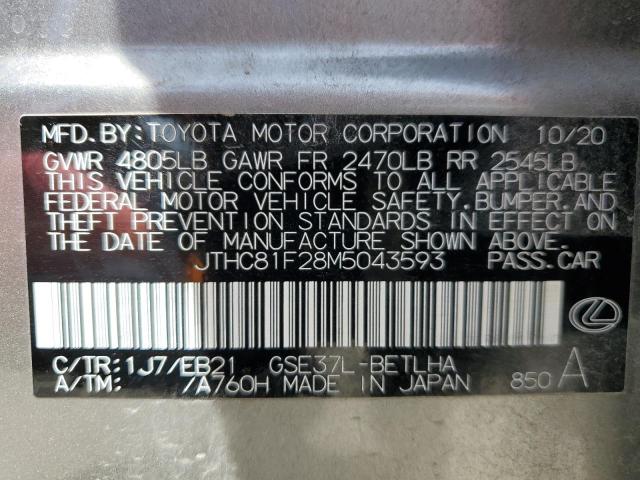 MFD. BY: TOYOTA MOTOR CORPORATION 10/20
GVWR 4805LB GAWR FR 2470LB RR 2545LB
THIS VEHICLE CONFORMS TO ALL APPLICABLE
FEDERAL MOTOR VEHICLE SAFETY, BUMPER, AND
THEFT PREVENTION STANDARDS IN EFFECT ON
THE DATE OF MANUFACTURE SHOWN ABOVE.
JTHC81F28M5043593 PASS.CAR
C/TR: 1J7/EB21 GSE37L-BETLHA
A/TM: /A760H MADE IN JAPAN 850 A